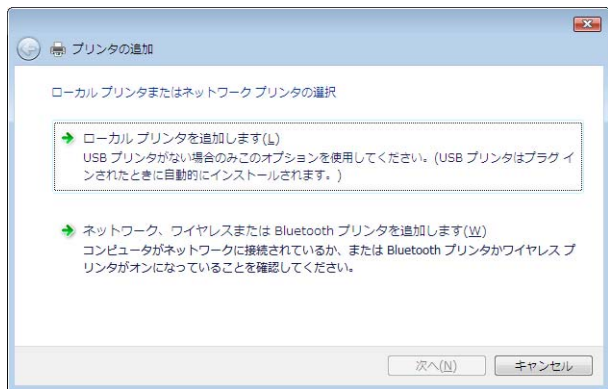 プリンタの追加
ローカル プリンタまたはネットワーク プリンタの選択
ローカル プリンタを追加します(L)
USB プリンタがない場合のみこのオプションを使用してください。(USB プリンタはプラグ イ
ンされたときに自動的にインストールされます。)
ネットワーク、ワイヤレスまたは Bluetooth プリンタを追加します(W)
コンピュータがネットワークに接続されているか、または Bluetooth プリンタかワイヤレス プ
リンタがオンになっていることを確認してください。
次へ(N) キャンセル